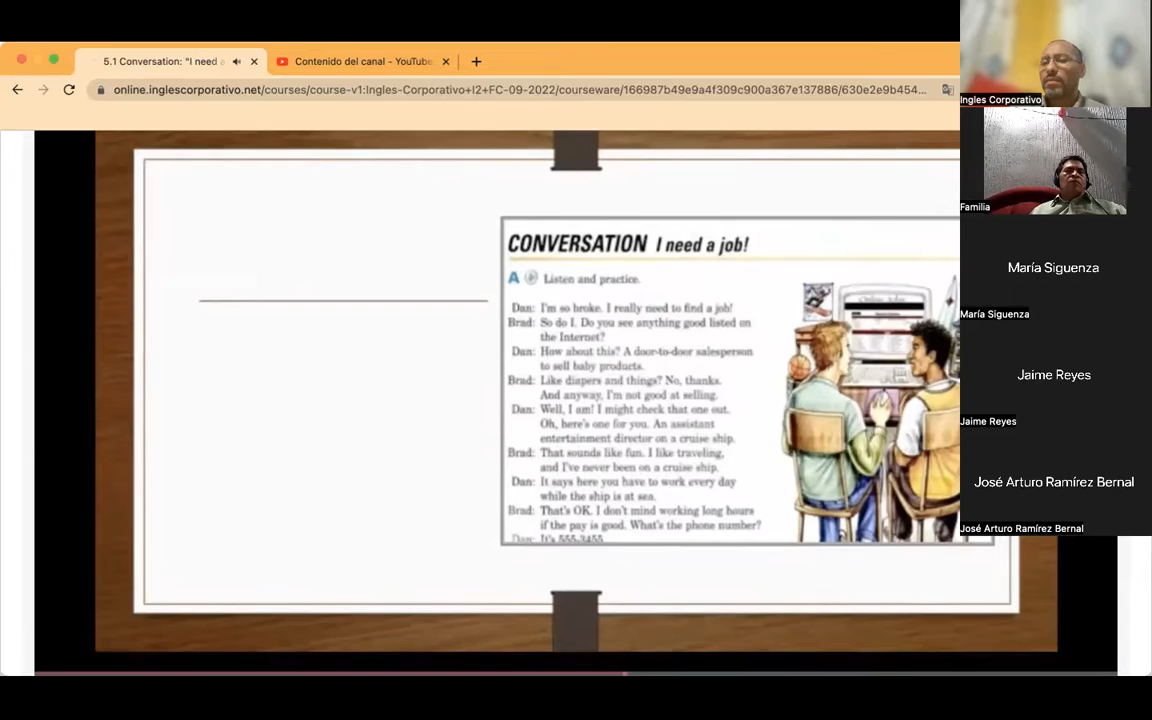 5.1 Conversation: "I need a
Contenido del canal - YouTube
online.inglescorporativo.net/courses/course-v1:Ingles-Corporativo+I2+FC-09-2022/courseware/166987b49e9a4f309c900a367e137886/630e2e9b454...
CONVERSATION I need a job!
A Listen and practice.
Dan: I'm so broke. I really need to find a job!
Brad: So do I. Do you see anything good listed on
the Internet?
Dan: How about this? A door-to-door salesperson
to sell baby products.
Brad: Like diapers and things? No, thanks.
And anyway, I'm not good at selling.
Dan: Well, I am! I might check that one out.
Oh, here's one for you. An assistant
entertainment director on a cruise ship.
Brad: That sounds like fun. I like traveling,
and I've never been on a cruise ship.
Dan: It says here you have to work every day
while the ship is at sea.
Brad: That's OK. I don't mind working long hours
if the pay is good. What's the phone number?
Dan: It's 555-3455
Online Jobs
Ingles Corporativo
Familia
María Siguenza
María Siguenza
Jaime Reyes
Jaime Reyes
José Arturo Ramírez Bernal
José Arturo Ramírez Bernal